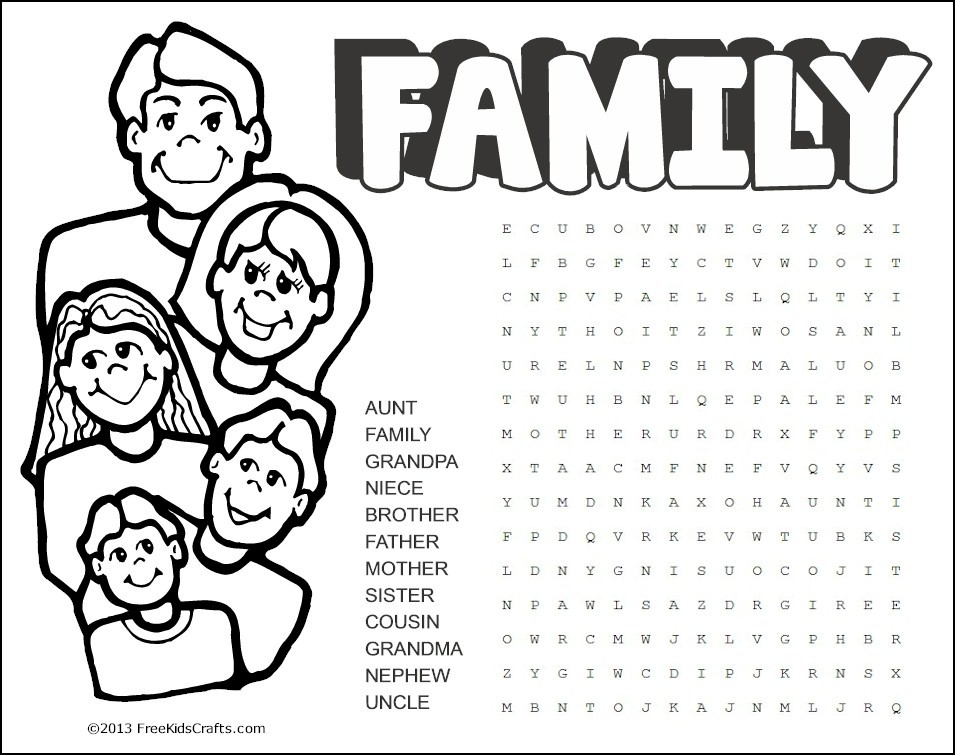 FAMILY
E C U B O V N W E G Z Y Q X I
L F B G F E Y C T V W D O I T
C N P V P A E L S L Q L T Y I
N Y T H O I T Z I W O S A N L
U R E L N P S H R M A L U O B
T W U H B N L Q E P A L E F M
M O T H E R U R D R X F Y P P
X T A A C M F N E F V Q Y V S
Y U M D N K A X O H A U N T I
F P D Q V R K E V W T U B K S
L D N Y G N I S U O C O J I T
N P A W L S A Z D R G I R E E
O W R C M W J K L V G P H B R
Z Y G I W C D I P J K R N S X
M B N T O J K A J N M L J R Q
AUNT
FAMILY
GRANDPA
NIECE
BROTHER
FATHER
MOTHER
SISTER
COUSIN
GRANDMA
NEPHEW
UNCLE
©2013 FreeKidsCrafts.com